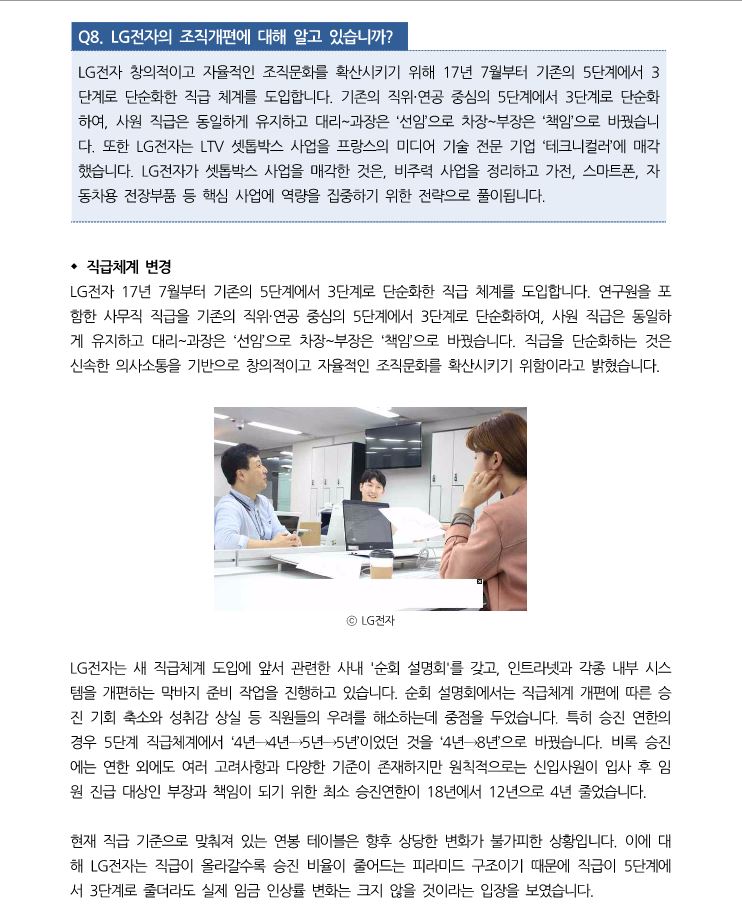 Q8. LG전자의 조직개편에 대해 알고 있습니까?
LG전자 창의적이고 자율적인 조직문화를 확산시키기 위해 17년 7월부터 기존의 5단계에서 3
단계로 단순화한 직급 체계를 도입합니다. 기존의 직위·연공 중심의 5단계에서 3단계로 단순화
하여, 사원 직급은 동일하게 유지하고 대리~과장은 ‘선임’으로 차장~부장은 ‘책임’으로 바꿨습니
다. 또한 LG전자는 LTV 셋톱박스 사업을 프랑스의 미디어 기술 전문 기업 ‘테크니컬러’에 매각
했습니다. LG전자가 셋톱박스 사업을 매각한 것은, 비주력 사업을 정리하고 가전, 스마트폰, 자
동차용 전장부품 등 핵심 사업에 역량을 집중하기 위한 전략으로 풀이됩니다.
◆ 직급체계 변경
LG전자 17년 7월부터 기존의 5단계에서 3단계로 단순화한 직급 체계를 도입합니다. 연구원을 포
함한 사무직 직급을 기존의 직위·연공 중심의 5단계에서 3단계로 단순화하여, 사원 직급은 동일하
게 유지하고 대리~과장은 ‘선임’으로 차장~부장은 ‘책임’으로 바꿨습니다. 직급을 단순화하는 것은
신속한 의사소통을 기반으로 창의적이고 자율적인 조직문화를 확산시키기 위함이라고 밝혔습니다.
ⓒ LG전자
LG전자는 새 직급체계 도입에 앞서 관련한 사내 '순회 설명회'를 갖고, 인트라넷과 각종 내부 시스
템을 개편하는 막바지 준비 작업을 진행하고 있습니다. 순회 설명회에서는 직급체계 개편에 따른 승
진 기회 축소와 성취감 상실 등 직원들의 우려를 해소하는데 중점을 두었습니다. 특히 승진 연한의
경우 5단계 직급체계에서 ‘4년→4년→5년→5년’이었던 것을 ‘4년→8년’으로 바꿨습니다. 비록 승진
에는 연한 외에도 여러 고려사항과 다양한 기준이 존재하지만 원칙적으로는 신입사원이 입사 후 임
원 진급 대상인 부장과 책임이 되기 위한 최소 승진연한이 18년에서 12년으로 4년 줄었습니다.
현재 직급 기준으로 맞춰져 있는 연봉 테이블은 향후 상당한 변화가 불가피한 상황입니다. 이에 대
해 LG전자는 직급이 올라갈수록 승진 비율이 줄어드는 피라미드 구조이기 때문에 직급이 5단계에
서 3단계로 줄더라도 실제 임금 인상률 변화는 크지 않을 것이라는 입장을 보였습니다.